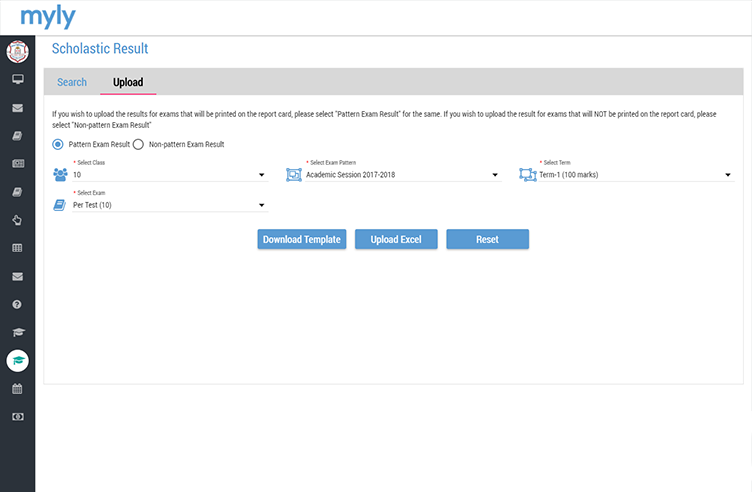 myly
Scholastic Result
Search Upload
If you wish to upload the results for exams that will be printed on the report card, please select "Pattern Exam Result" for the same. If you wish to upload the result for exams that will NOT be printed on the report card, please
select "Non-pattern Exam Result"
Pattern Exam Result Non-pattern Exam Result
* Select Class * Select Exam Pattern * Select Term
10 Academic Session 2017-2018 Term-1 (100 marks)
* Select Exam
Per Test (10)
Download Template Upload Excel Reset